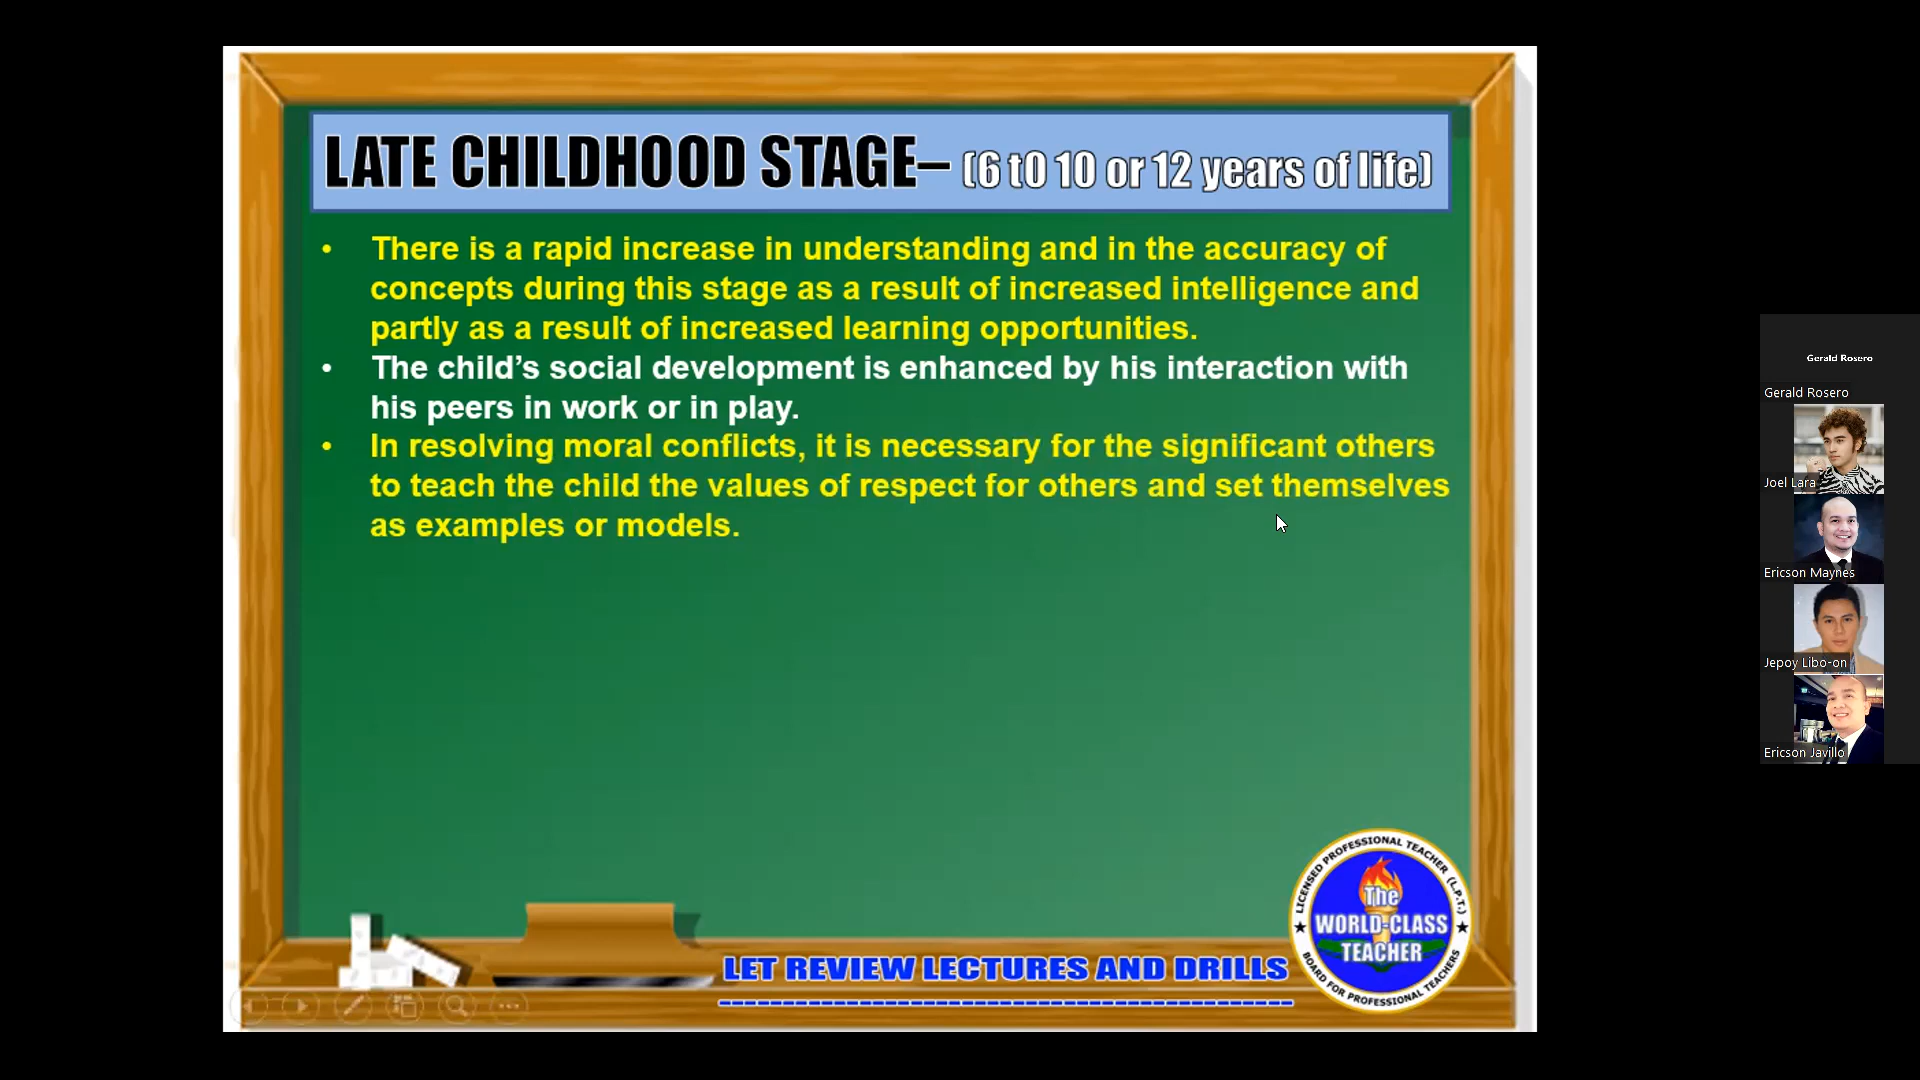 LATE CHILDHOOD STAGE– (6 t0 10 or 12 years of life)
• There is a rapid increase in understanding and in the accuracy of
concepts during this stage as a result of increased intelligence and
partly as a result of increased learning opportunities.
• The child’s social development is enhanced by his interaction with
his peers in work or in play.
• In resolving moral conflicts, it is necessary for the significant others
to teach the child the values of respect for others and set themselves
as examples or models.
LET REVIEW LECTURES AND DRILLS
LICENSED PROFESSIONAL TEACHER (L.P.T.)
The
WORLD-CLASS
TEACHER
BOARD FOR PROFESSIONAL TEACHERS
Gerald Rosero
Gerald Rosero
Joel Lara
Ericson Maynes
Jepoy Libo-on
Ericson Javillo